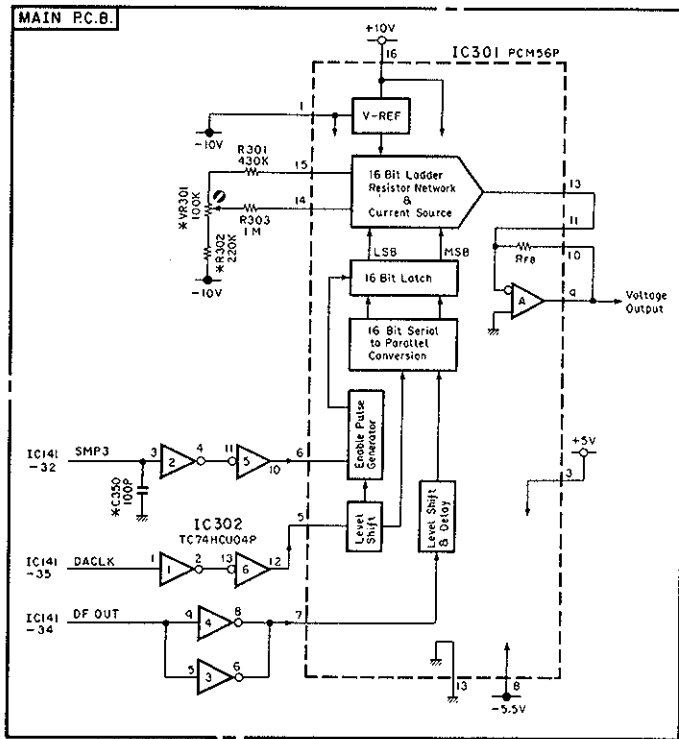 MAIN P.C.B.
+10V
16
IC301 PCM56P
1
V-REF
-10V
R301
430K
15
16 Bit Ladder
Resistor Network
&
Current Source
13
*VR301
100K
14
R303
1M
11
*R302
220K
LSB
MSB
RFB
10
-10V
16 Bit Latch
A
9
Voltage
Output
16 Bit Serial
to Parallel
Conversion
Enable Pulse
Generator
IC141
-32
SMP3
3
2
4
11
5
10
6
+5V
3
*C350
100P
Level
Shift
Level Shift
& Delay
IC302
TC74HCU04P
5
IC141
-35
DACLK
1
1
2
13
6
12
IC141
-34
DF OUT
9
4
8
7
5
3
6
13
8
-5.5V